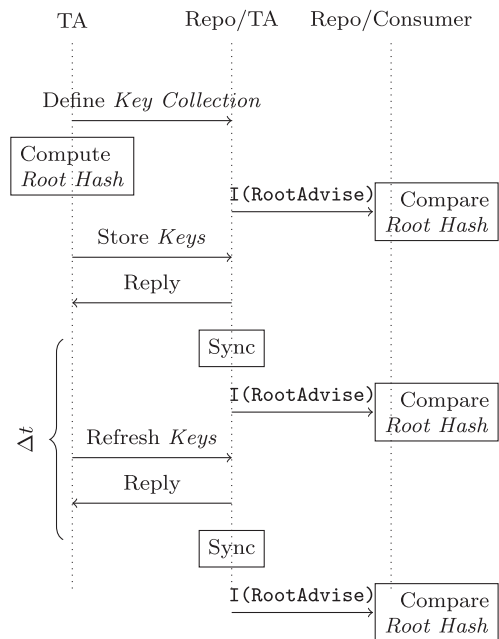 TA Repo/TA Repo/Consumer
Define Key Collection
Compute
Root Hash
I(RootAdvise)
Compare
Root Hash
Store Keys
Reply
Sync
I(RootAdvise)
Compare
Root Hash
Δt
Refresh Keys
Reply
Sync
I(RootAdvise)
Compare
Root Hash